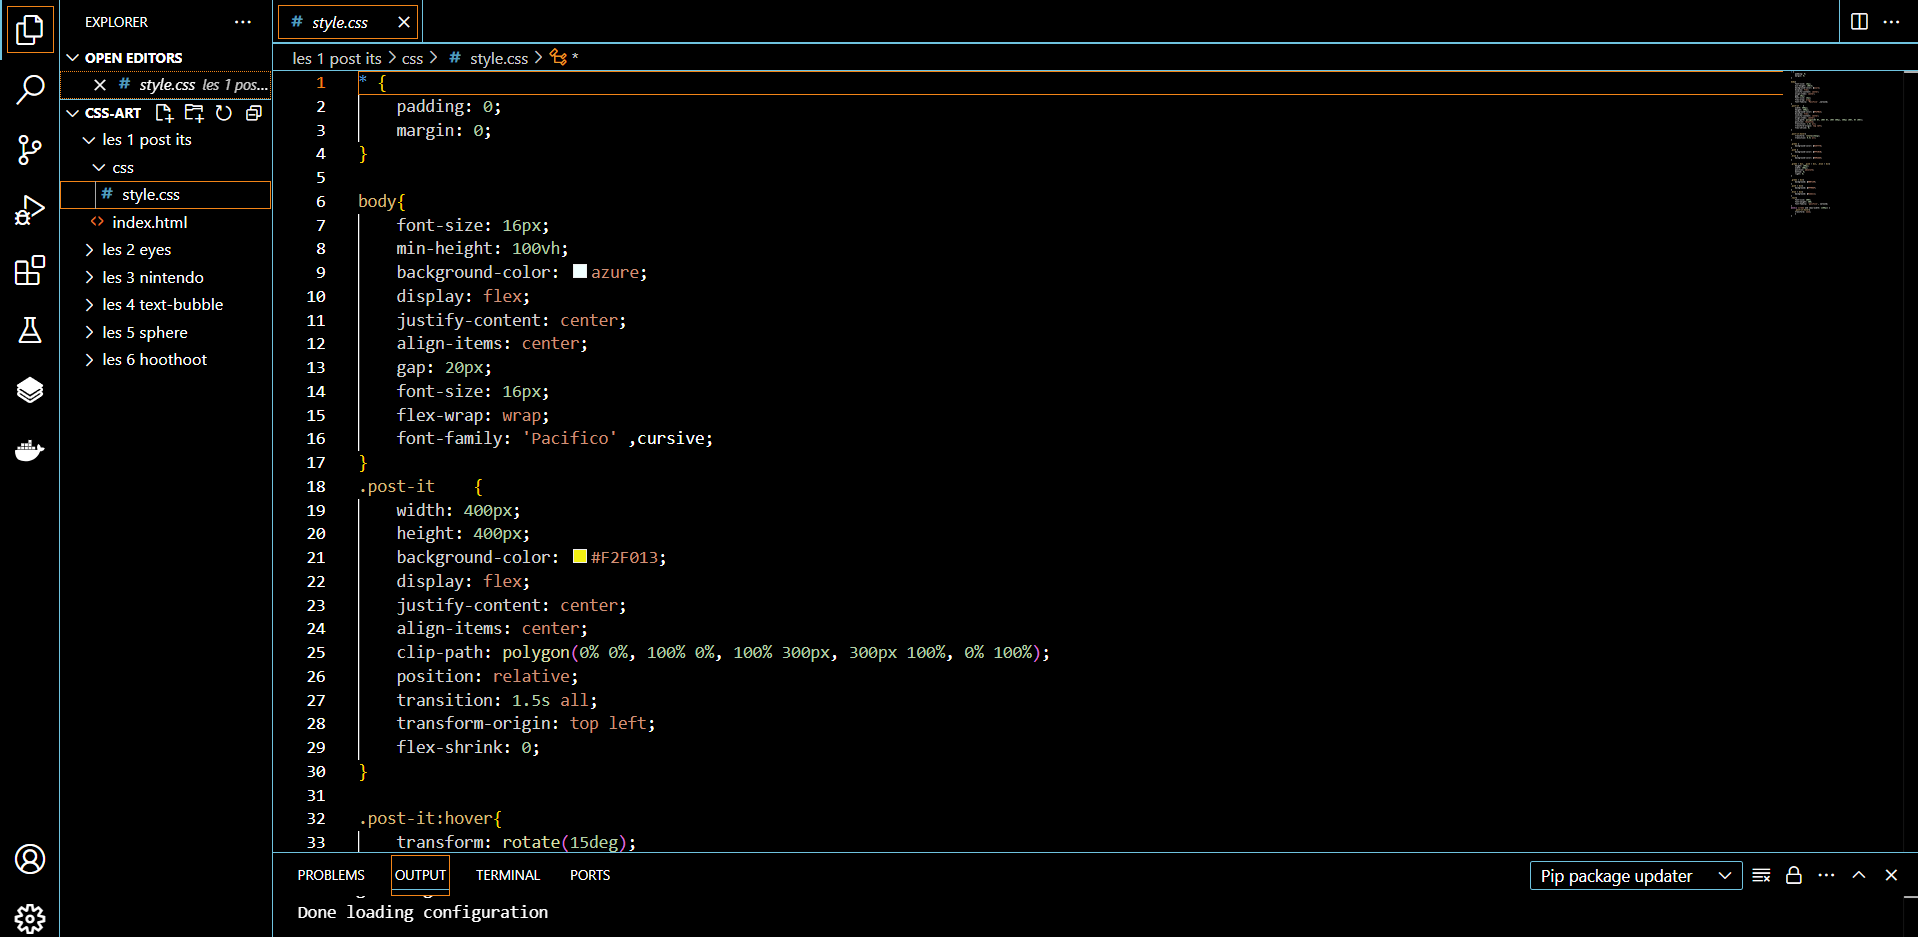 EXPLORER
style.css
OPEN EDITORS
style.css les 1 pos...
CSS-ART
les 1 post its
css
style.css
index.html
les 2 eyes
les 3 nintendo
les 4 text-bubble
les 5 sphere
les 6 hoothoot
les 1 post its > css > # style.css > *
1 * {
2 padding: 0;
3 margin: 0;
4 }
5
6 body{
7 font-size: 16px;
8 min-height: 100vh;
9 background-color: azure;
10 display: flex;
11 justify-content: center;
12 align-items: center;
13 gap: 20px;
14 font-size: 16px;
15 flex-wrap: wrap;
16 font-family: 'Pacifico' ,cursive;
17 }
18 .post-it {
19 width: 400px;
20 height: 400px;
21 background-color: #F2F013;
22 display: flex;
23 justify-content: center;
24 align-items: center;
25 clip-path: polygon(0% 0%, 100% 0%, 100% 300px, 300px 100%, 0% 100%);
26 position: relative;
27 transition: 1.5s all;
28 transform-origin: top left;
29 flex-shrink: 0;
30 }
31
32 .post-it:hover{
33 transform: rotate(15deg);
PROBLEMS OUTPUT TERMINAL PORTS
Pip package updater
Done loading configuration